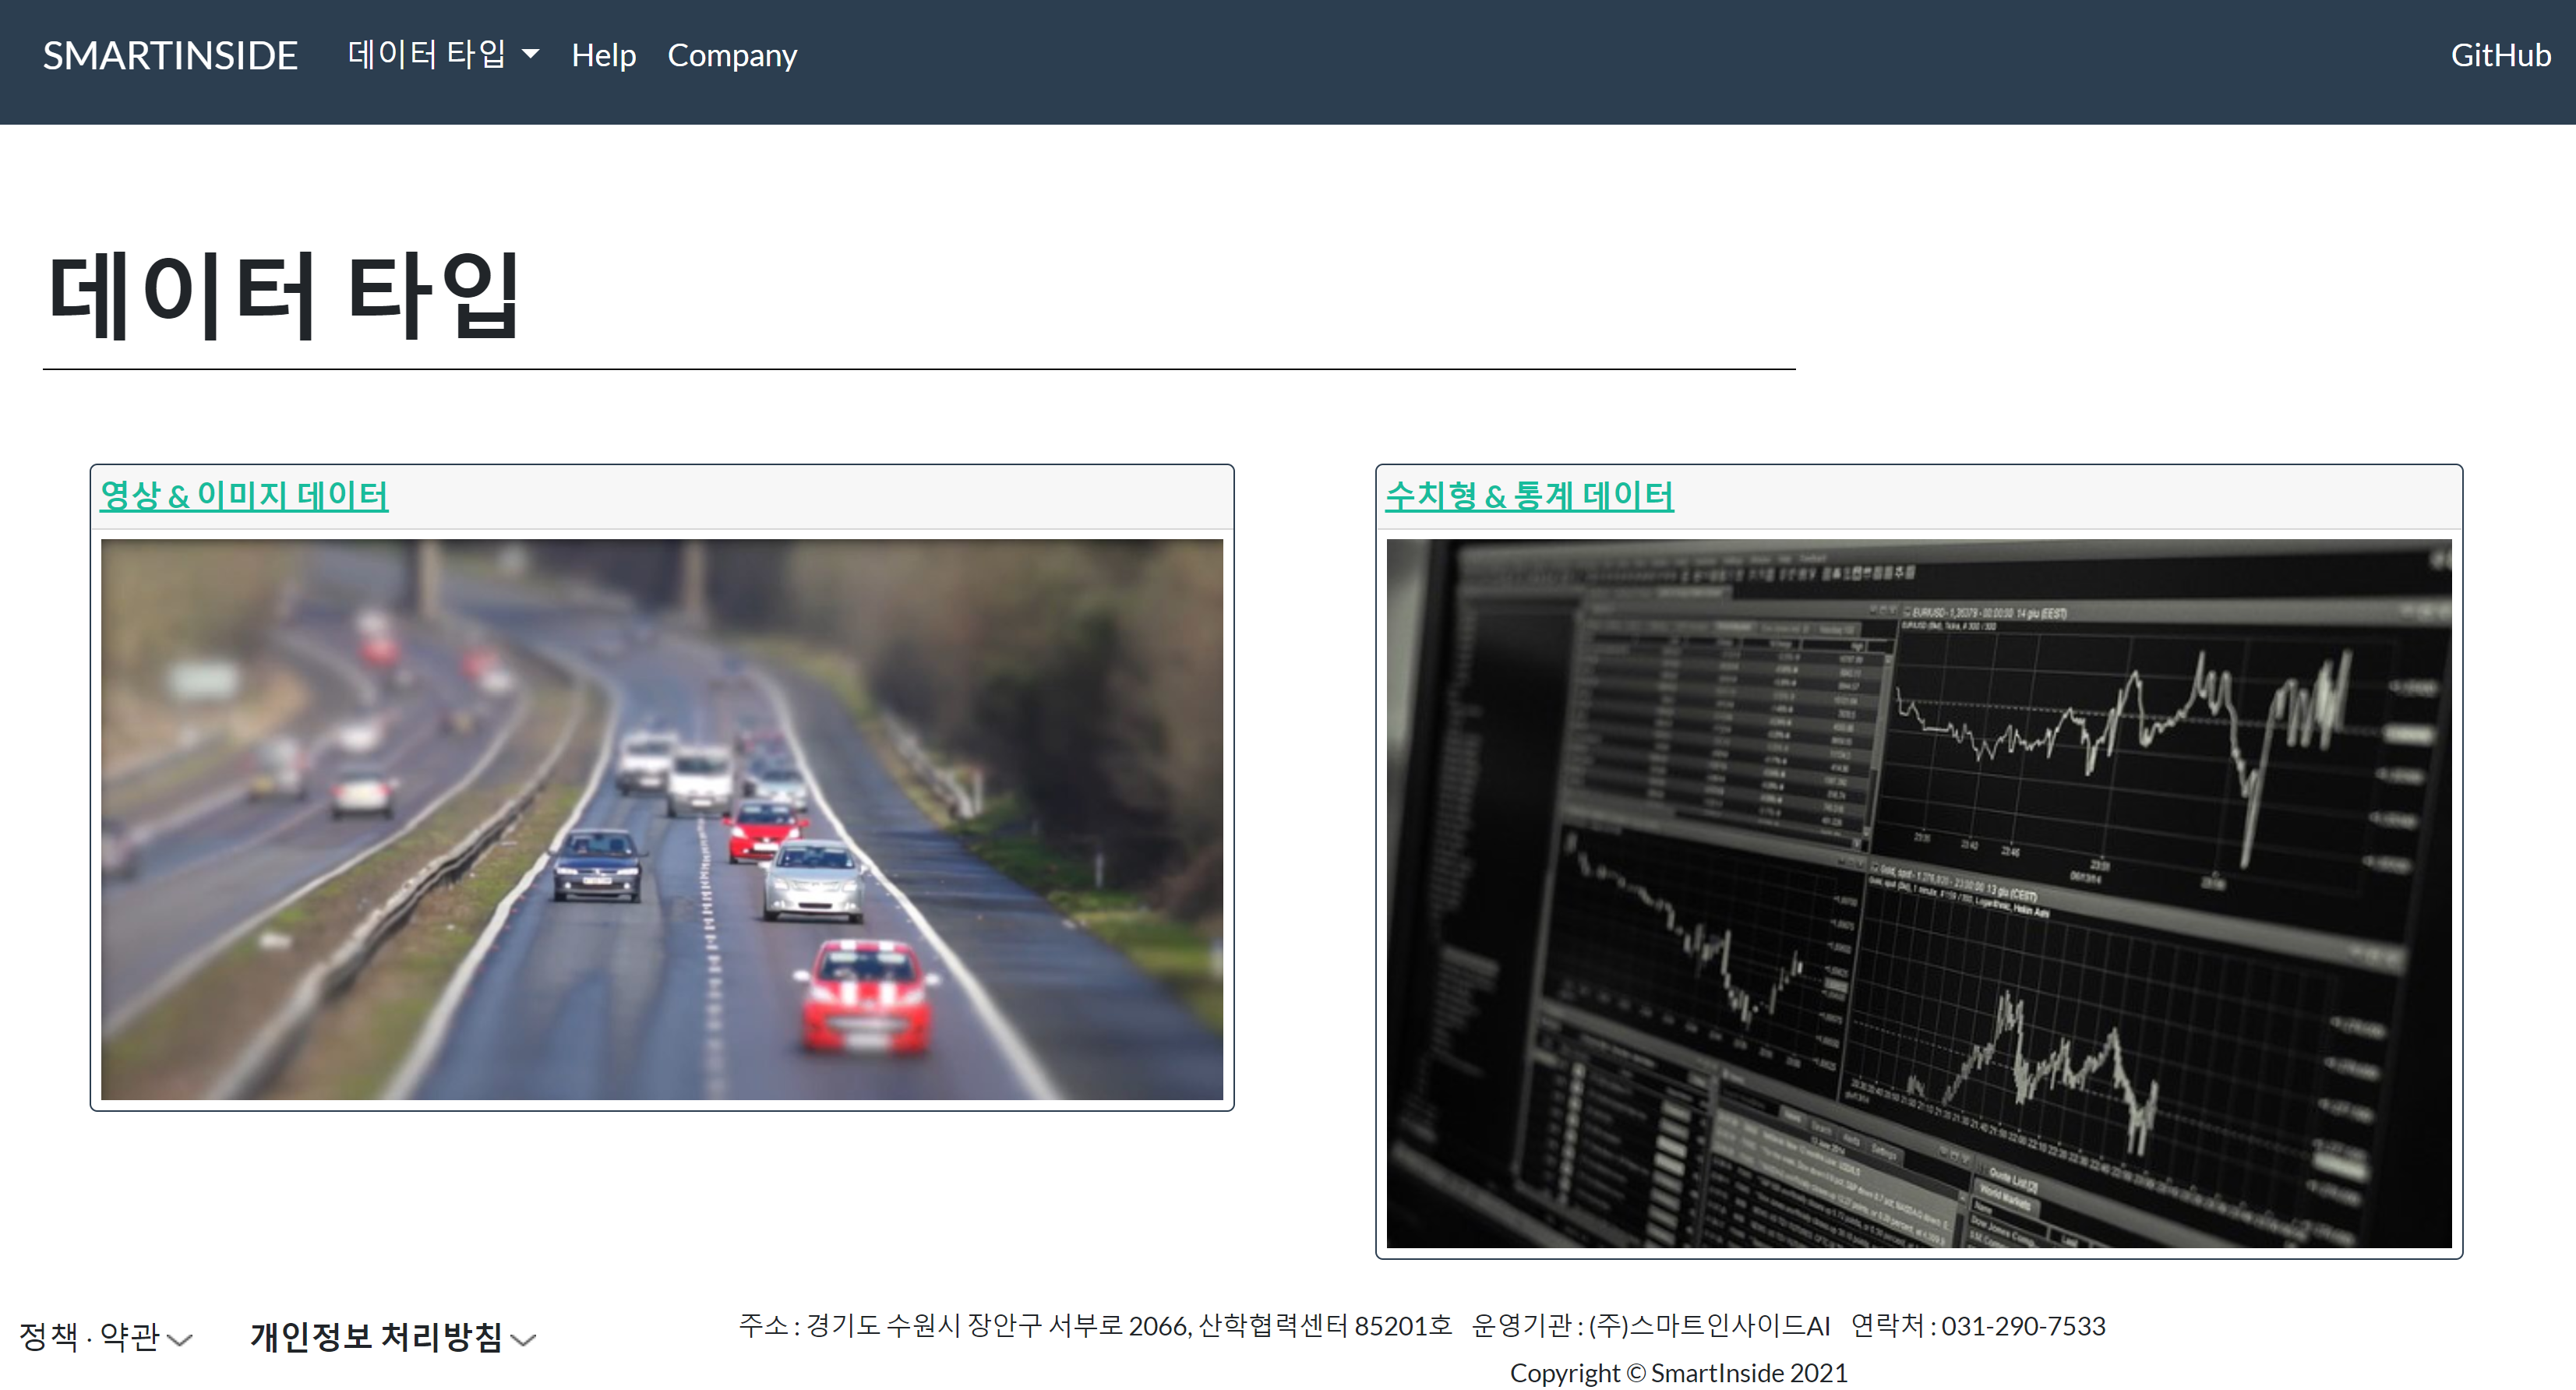 SMARTINSIDE 데이터 타입 Help Company GitHub
데이터 타입
영상 & 이미지 데이터
수치형 & 통계 데이터
EUR/USD
정책 · 약관 개인정보 처리방침
주소 : 경기도 수원시 장안구 서부로 2066, 산학협력센터 85201호 운영기관 : (주)스마트인사이드AI 연락처 : 031-290-7533
Copyright © SmartInside 2021